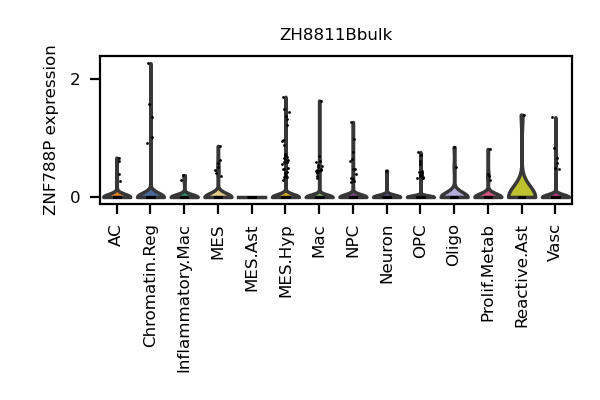 ZH8811Bbulk
ZNF788P expression
2
0
AC
Chromatin.Reg
Inflammatory.Mac
MES
MES.Ast
MES.Hyp
Mac
NPC
Neuron
OPC
Oligo
Prolif.Metab
Reactive.Ast
Vasc